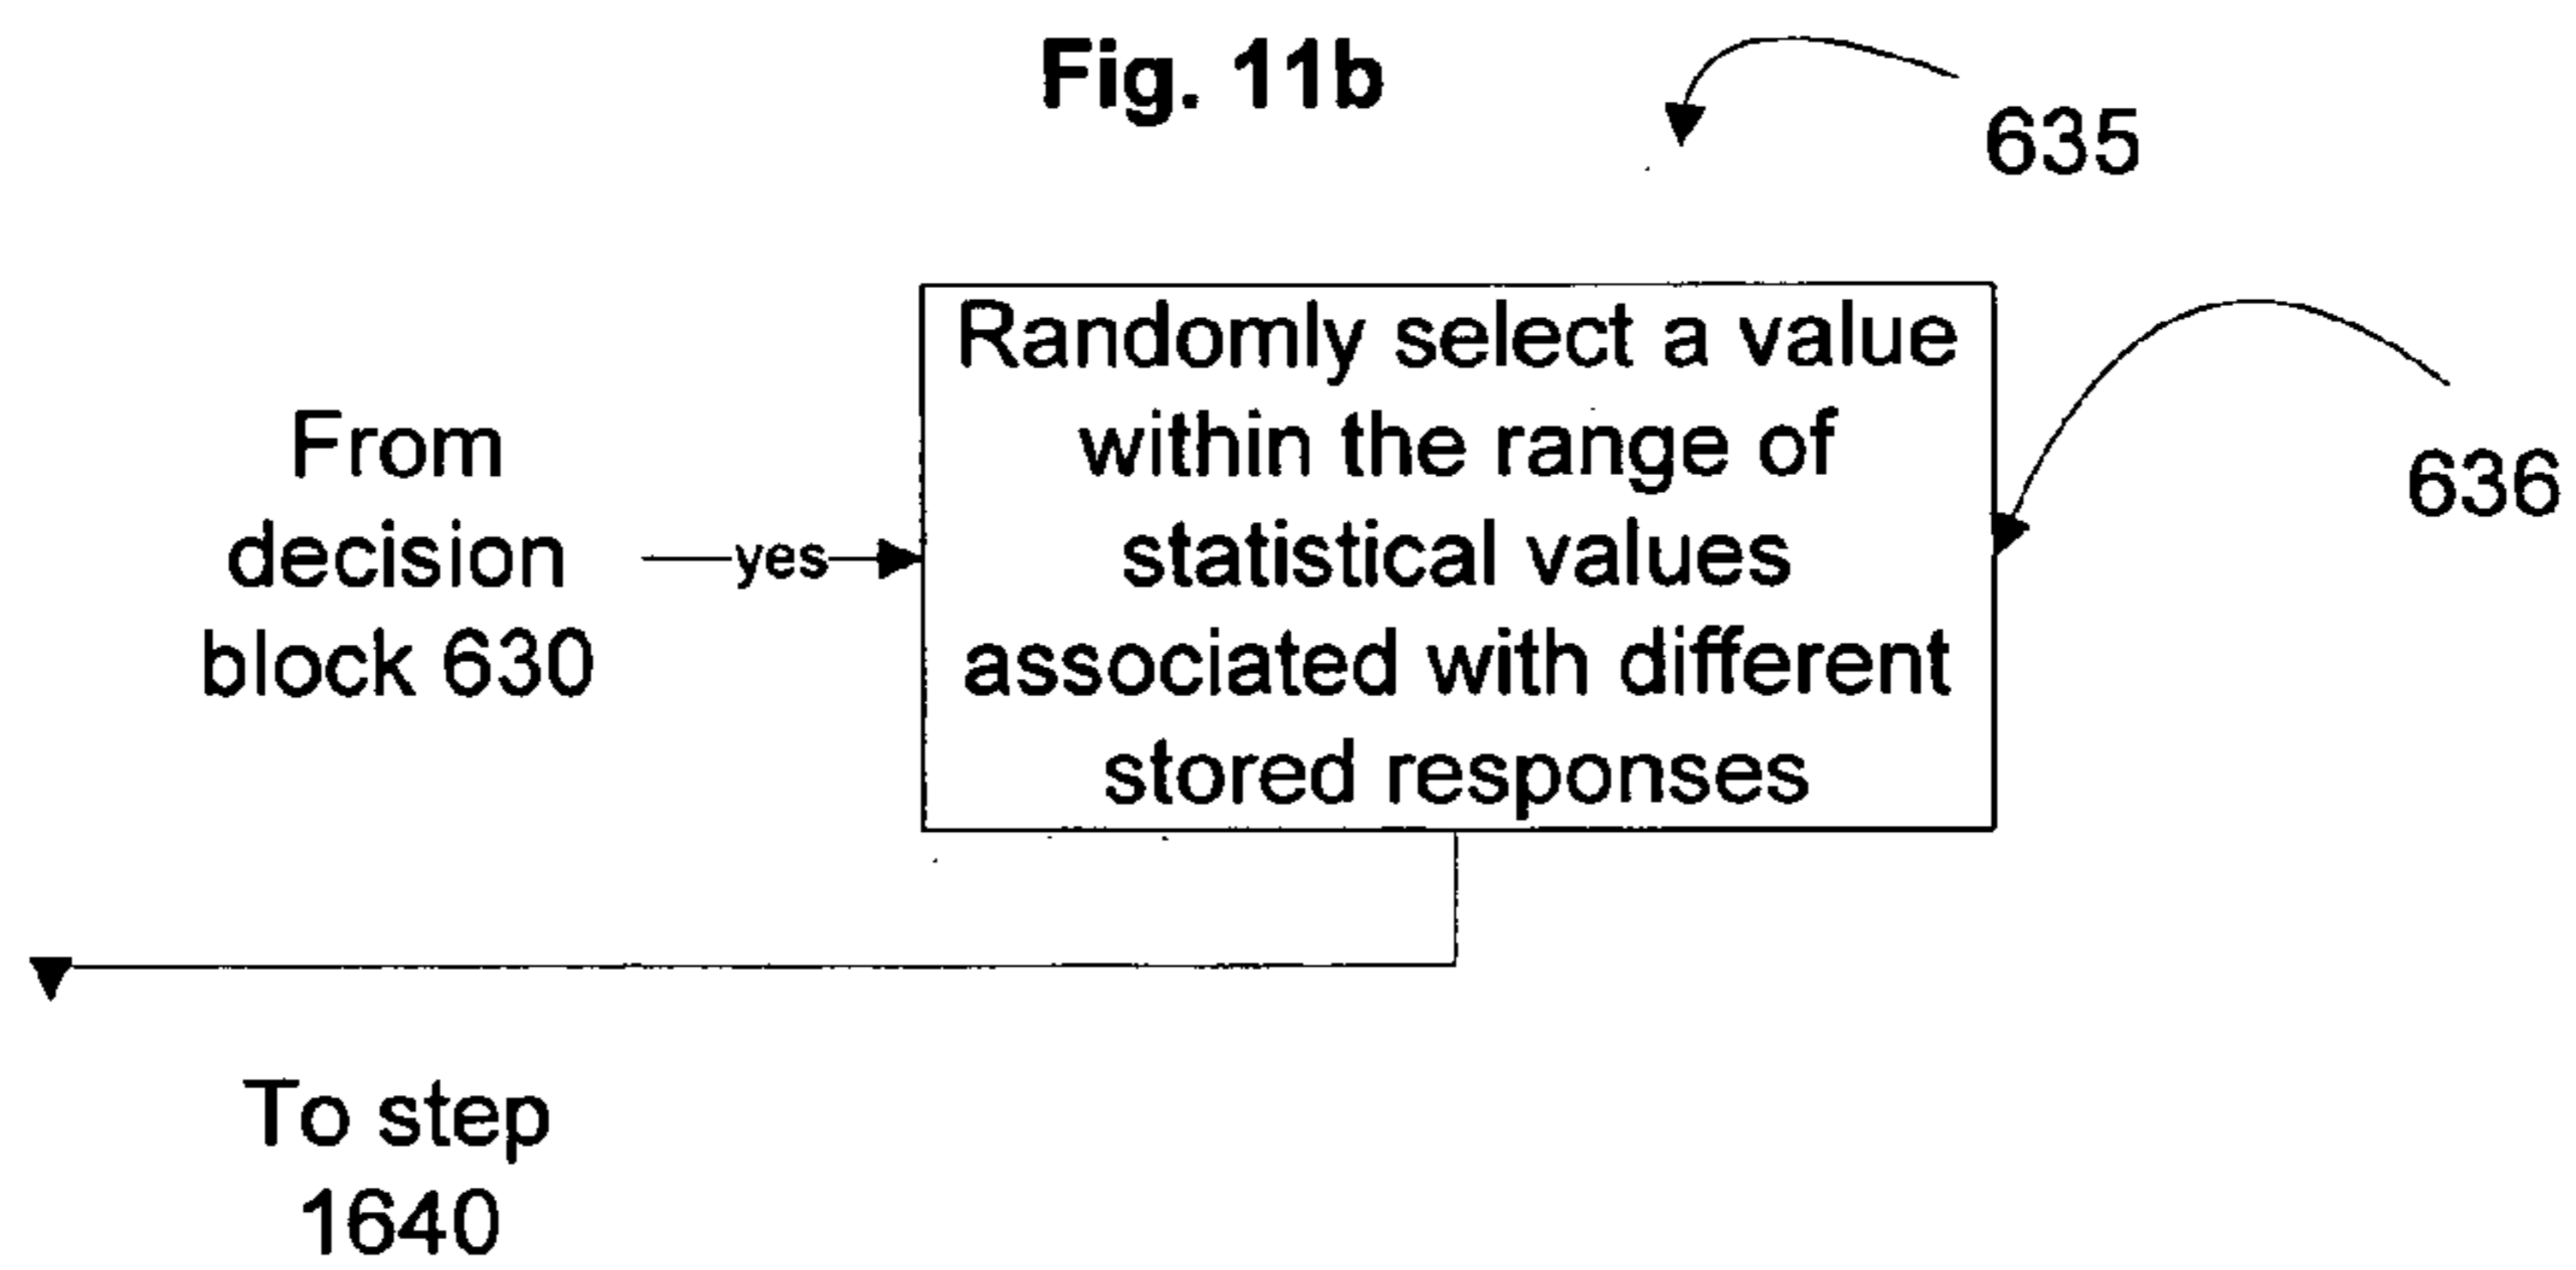 Fig. 11b
635
Randomly select a value
within the range of
statistical values
associated with different
stored responses
From
decision
block 630
yes
636
To step
1640